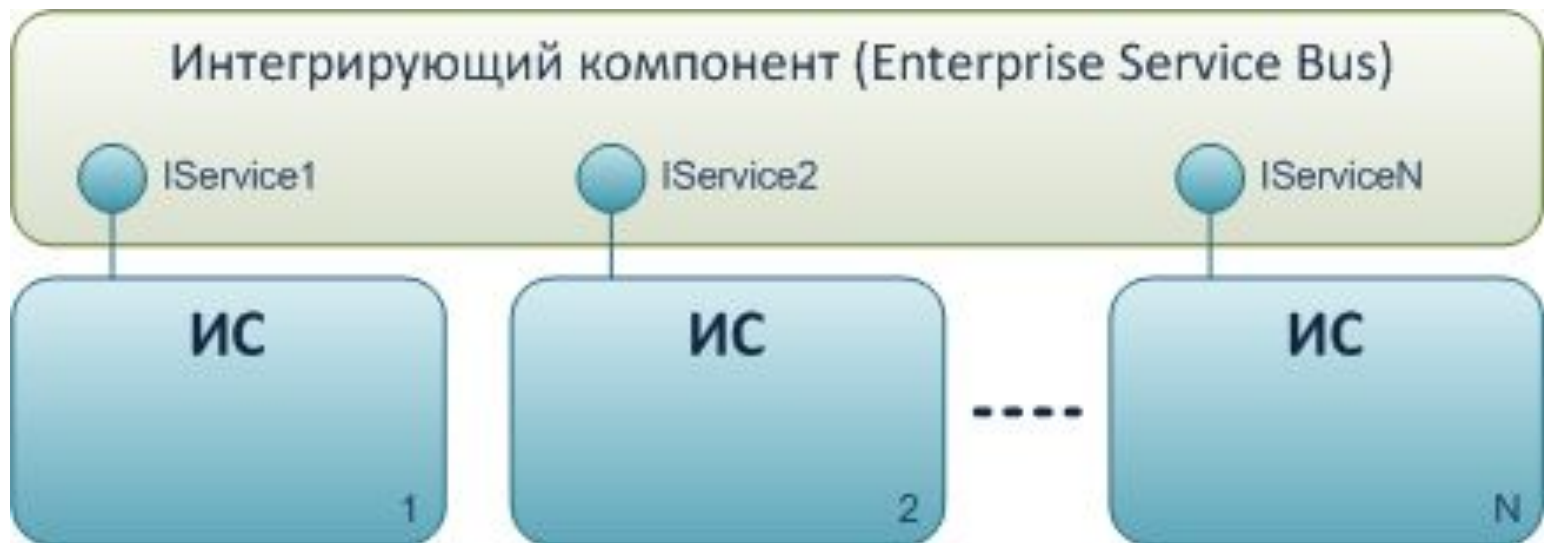 Интегрирующий компонент (Enterprise Service Bus)
IService1 IService2 IServiceN
ИС ИС ИС
1 2 N